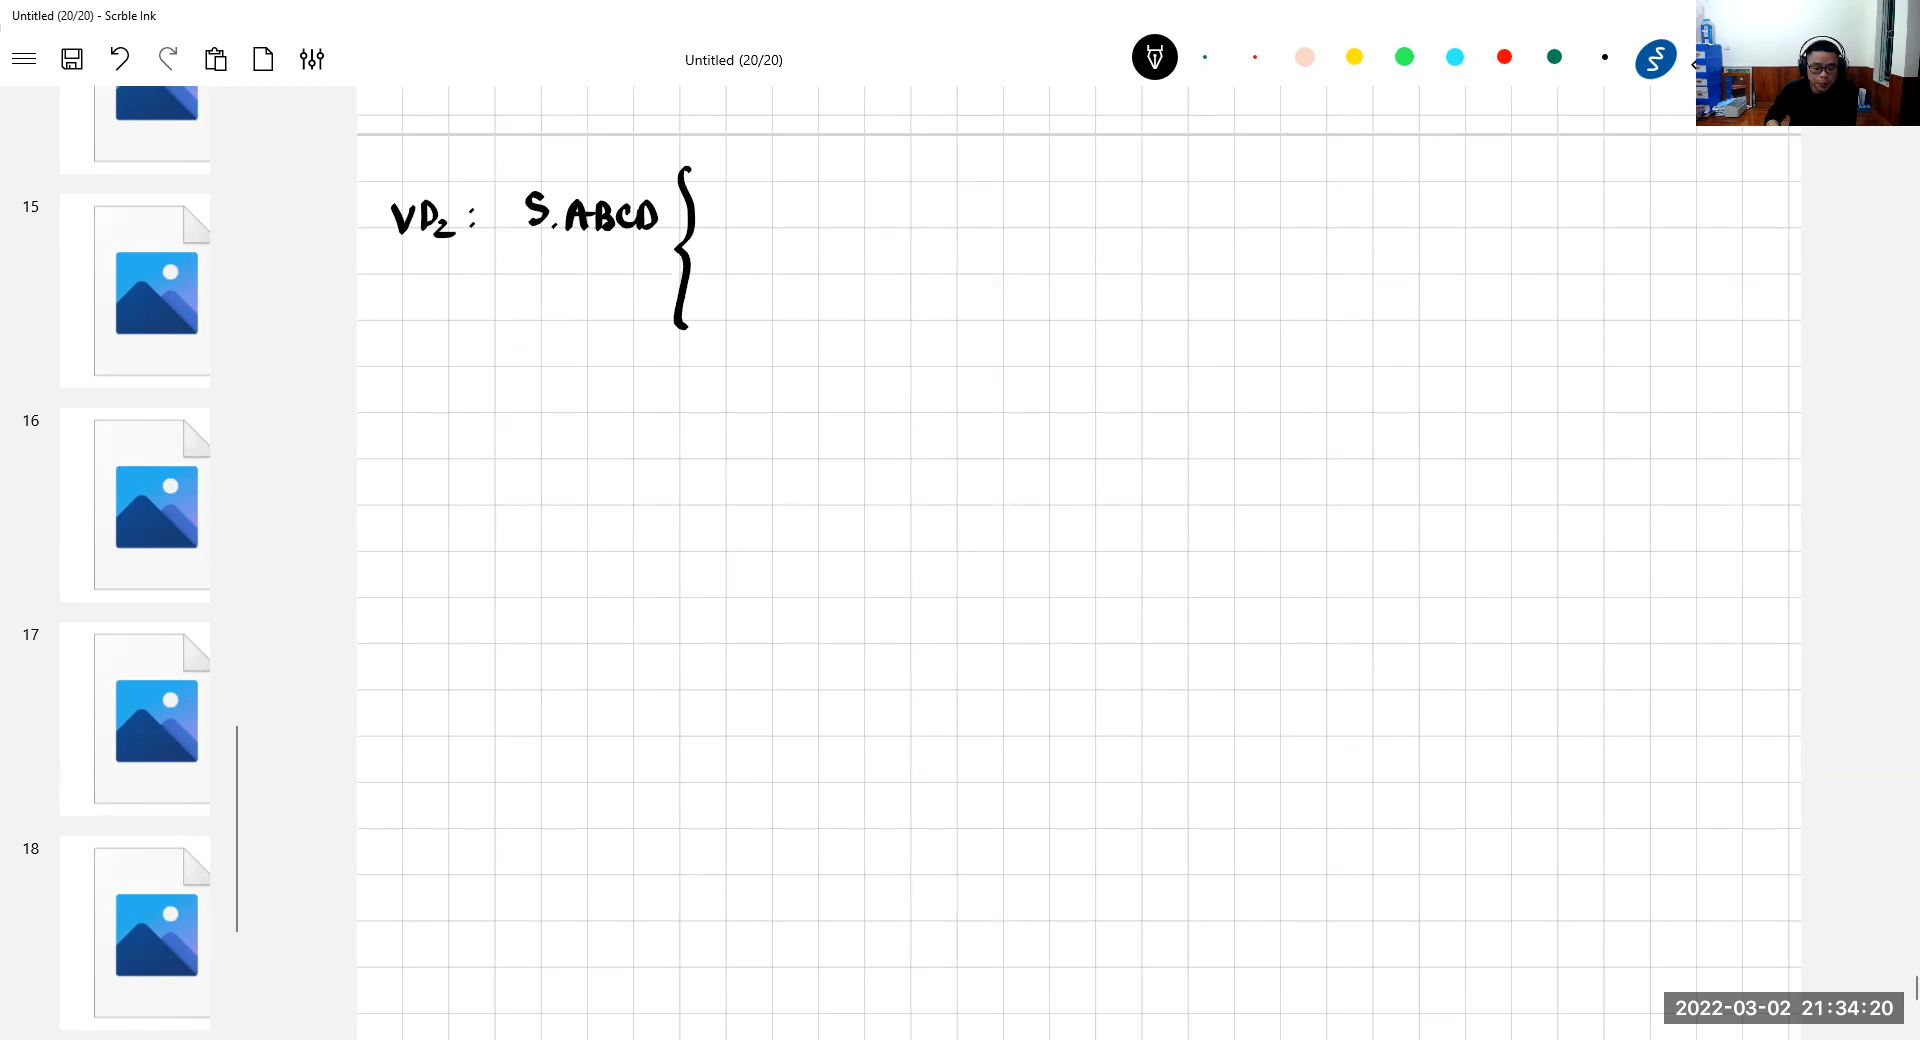 Untitled (20/20) - Scrble Ink
Untitled (20/20)
VD2 : S.ABCD {
15
16
17
18
2022-03-02 21:34:20